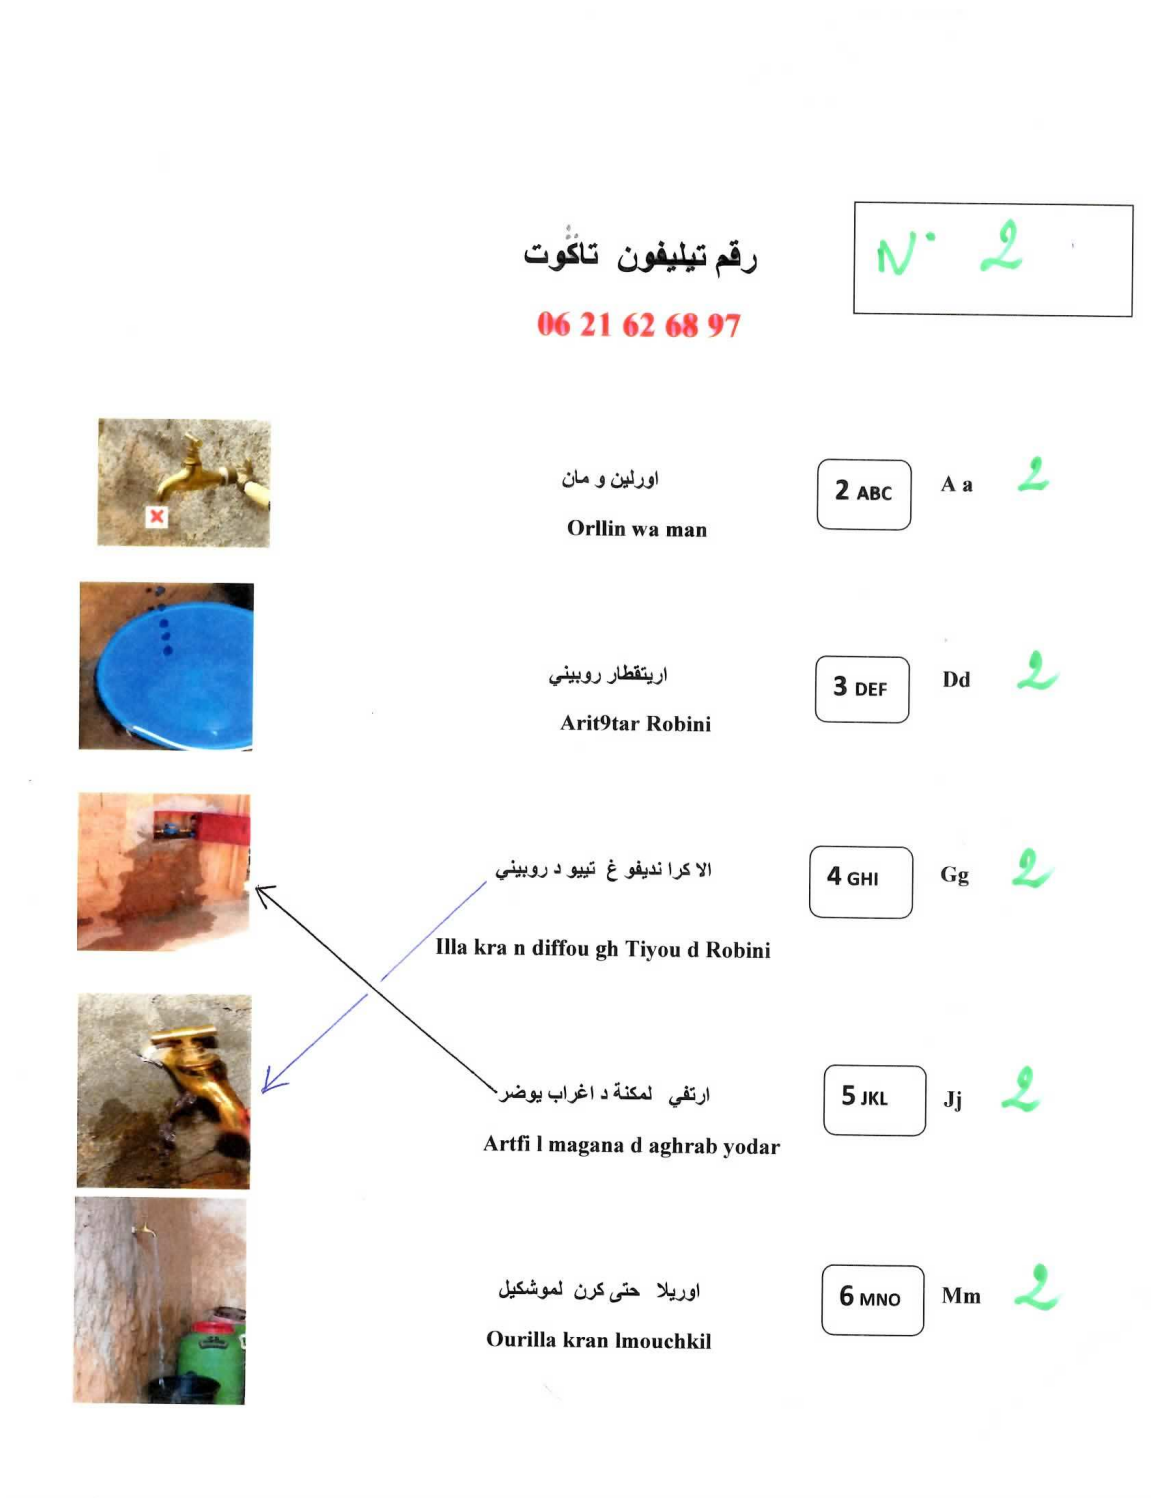 N° 2
رقم تيليفون تاڭوت
06 21 62 68 97
اورلين و مان
Orllin wa man
2 ABC
A a
2
اريتقطار روبيني
Arit9tar Robini
3 DEF
Dd
2
الا كرا نديفو غ تييو د روبيني
Illa kra n diffou gh Tiyou d Robini
4 GHI
Gg
2
ارتفي لمكنة د اغراب يوضر
Artfi l magana d aghrab yodar
5 JKL
Jj
2
اوريلا حتى كرن لموشكيل
Ourilla kran lmouchkil
6 MNO
Mm
2